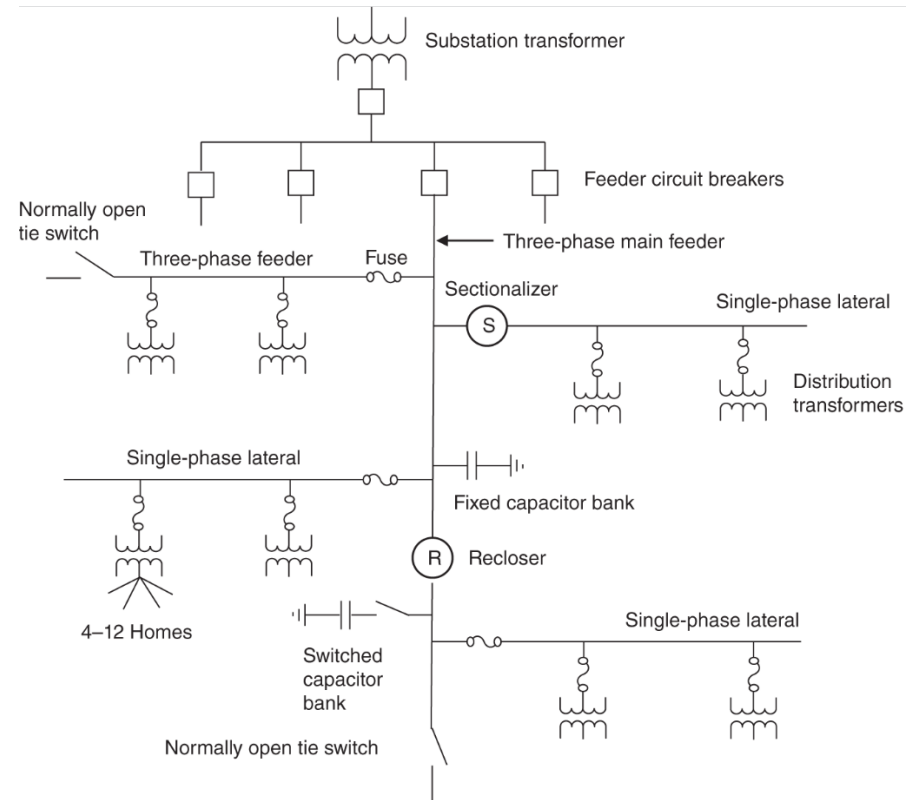 Substation transformer
Feeder circuit breakers
Normally open
tie switch
Three-phase main feeder
Three-phase feeder
Fuse
Sectionalizer
S
Single-phase lateral
Distribution
transformers
Single-phase lateral
Fixed capacitor bank
R
Recloser
4–12 Homes
Switched
capacitor
bank
Single-phase lateral
Normally open tie switch